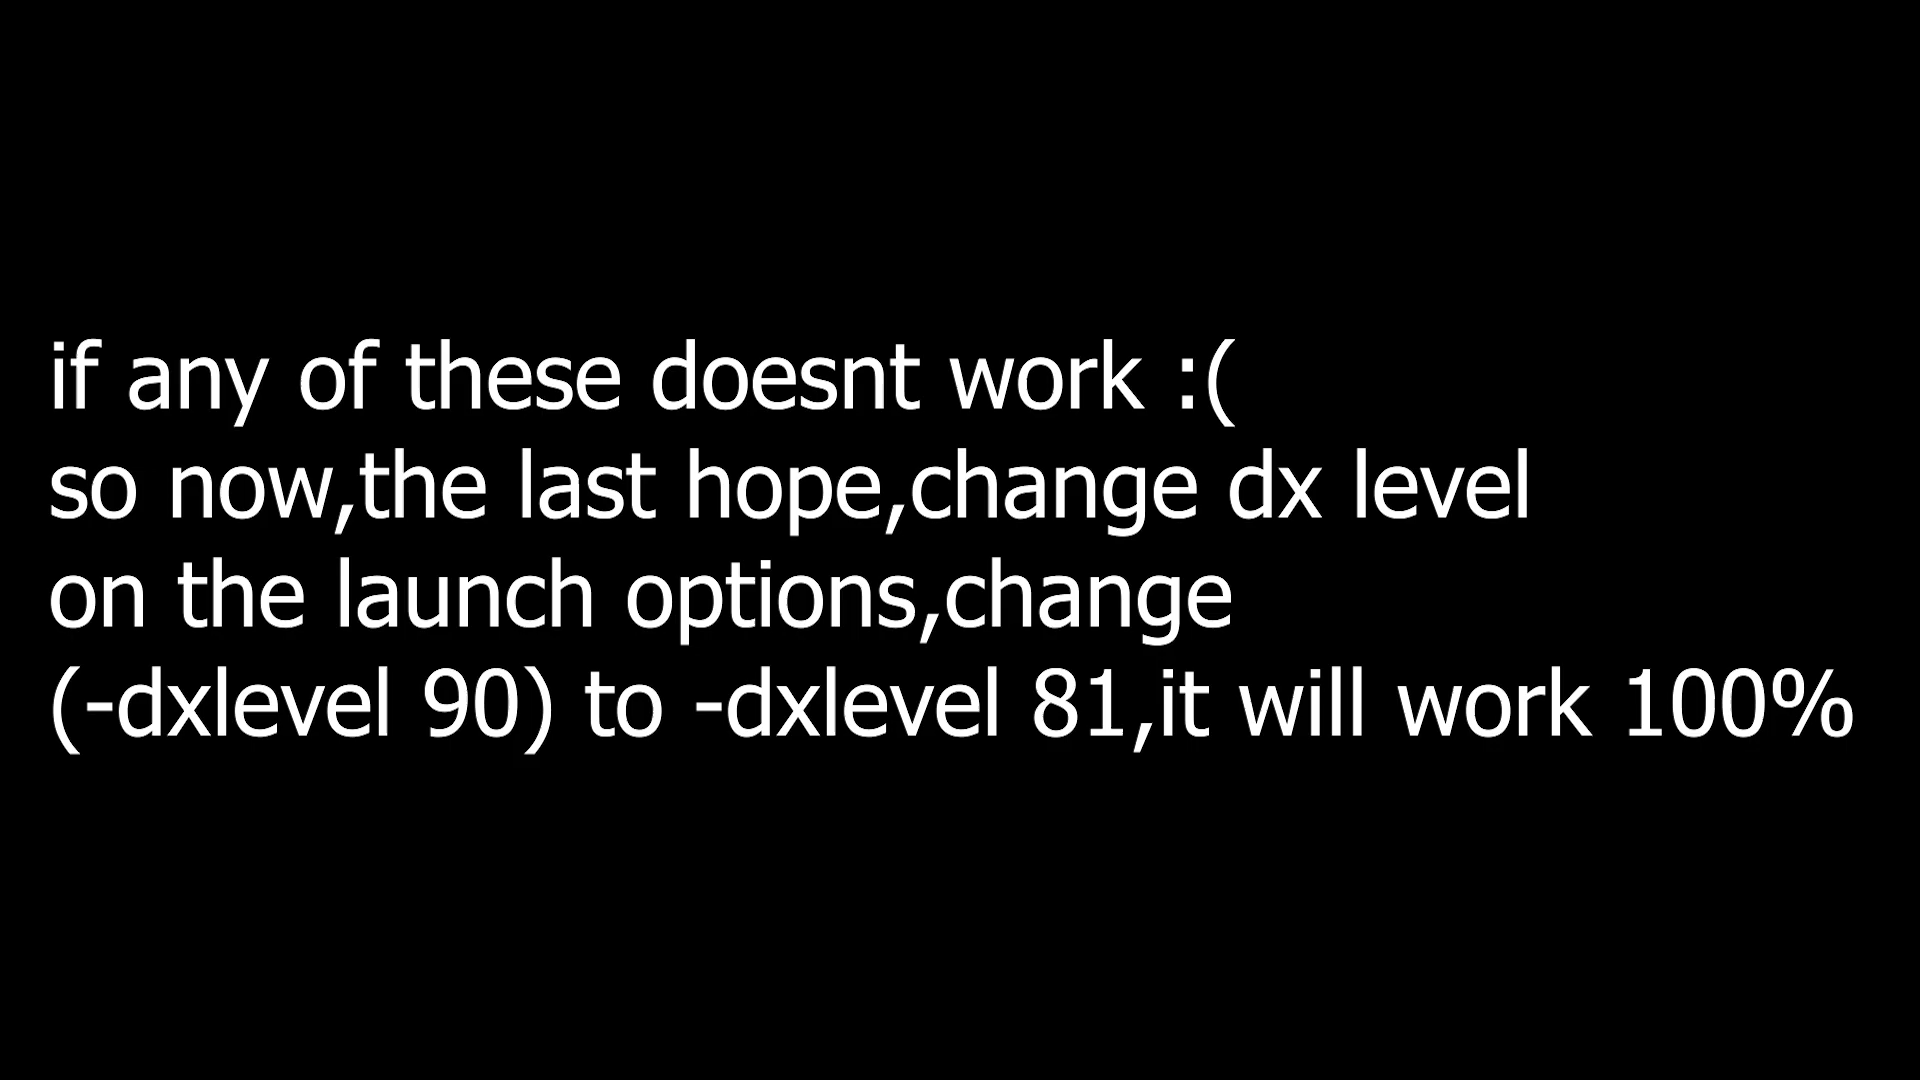 if any of these doesnt work :(
so now,the last hope,change dx level
on the launch options,change
(-dxlevel 90) to -dxlevel 81,it will work 100%